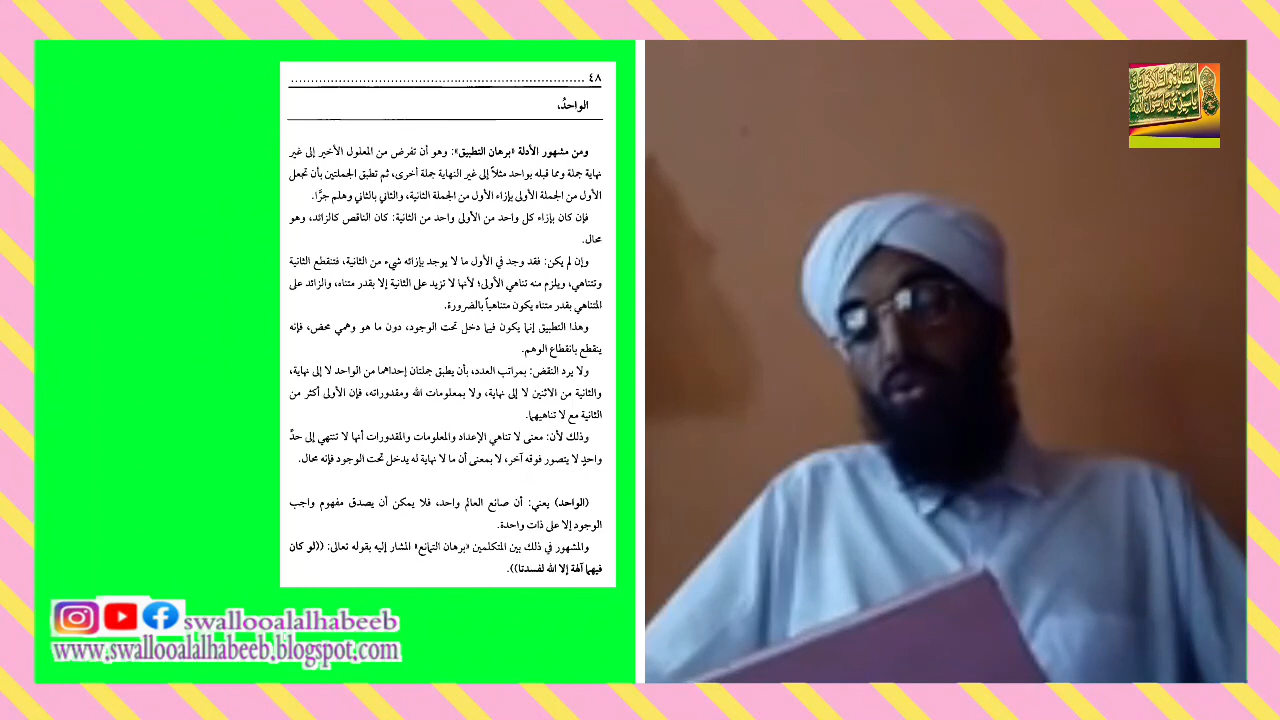 ٤٨
الواحدُ،
ومن مشهور الأدلة «برهان التطبيق»: وهو أن تفرض من المعلول الأخير إلى غير
نهاية جملة ومما قبله بواحد مثلاً إلى غير النهاية جملة أخرى، ثم تطبق الجملتين بأن تجعل
الأول من الجملة الأولى بإزاء الأول من الجملة الثانية، والثاني بالثاني وهلم جرًّا.
فإن كان بإزاء كل واحد من الأولى واحد من الثانية: كان الناقص كالزائد، وهو
محال.
وإن لم يكن: فقد وجد في الأول ما لا يوجد بإزائه شيء من الثانية، فتنقطع الثانية
وتتناهي، ويلزم منه تناهي الأولى؛ لأنها لا تزيد على الثانية إلا بقدر متناه، والزائد على
المتناهي بقدر متناه يكون متناهياً بالضرورة.
وهذا التطبيق إنما يكون فيما دخل تحت الوجود، دون ما هو وهمي محض، فإنه
ينقطع بانقطاع الوهم.
ولا يرد النقض: بمراتب العدد، بأن يطبق جملتان إحداهما من الواحد لا إلى نهاية،
والثانية من الاثنين لا إلى نهاية، ولا بمعلومات الله ومقدوراته، فإن الأولى أكثر من
الثانية مع لا تناهيهما.
وذلك لأن: معنى لا تناهي الإعداد والمعلومات والمقدورات أنها لا تنتهي إلى حدٍّ
واحدٍ لا يتصور فوقه آخر، لا بمعنى أن ما لا نهاية له يدخل تحت الوجود فإنه محال.
(الواحد) يعني: أن صانع العالم واحد، فلا يمكن أن يصدق مفهوم واجب
الوجود إلا على ذات واحدة.
والمشهور في ذلك بين المتكلمين «برهان التمانع» المشار إليه بقوله تعالى: ((لو كان
فيهما آلهة إلا الله لفسدتا)).
swallooalalhabeeb
www.swallooalalhabeeb.blogspot.com